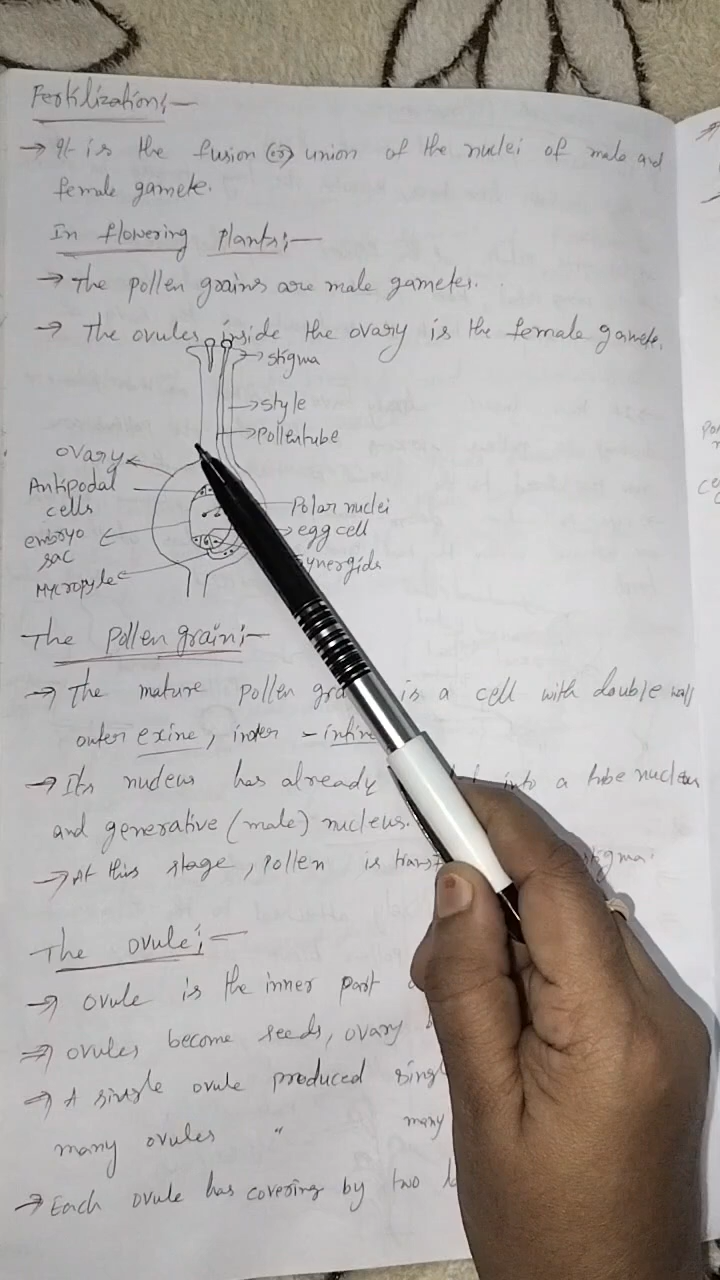 Fertilization:-
→ It is the fusion (or) union of the nuclei of male and
female gamete.
In flowering Plants:-
→ The pollen grains are male gametes.
→ The ovules inside the ovary is the female gamete.
→ stigma
→ style
→ Pollentube
ovary
Antipodal
cells
embryo
sac
Mycropyle
Polar nuclei
egg cell
synergids
The Pollen grain:-
→ The mature pollen is a cell with double wall
outer exine, inner - intine
→ Its nucleus has already into a tube nucleus
and generative (male) nucleus.
→ At this stage, pollen is stigma.
The ovule:-
→ ovule is the inner part
⇒ ovules become seeds, ovary
→ A single ovule produced single
many ovules " many
→ Each ovule has covering by two